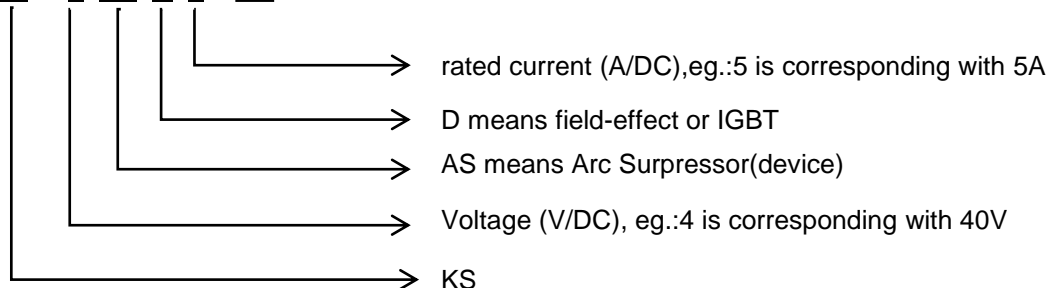 rated current (A/DC),eg.:5 is corresponding with 5A
D means field-effect or IGBT
AS means Arc Surpressor(device)
Voltage (V/DC), eg.:4 is corresponding with 40V
KS